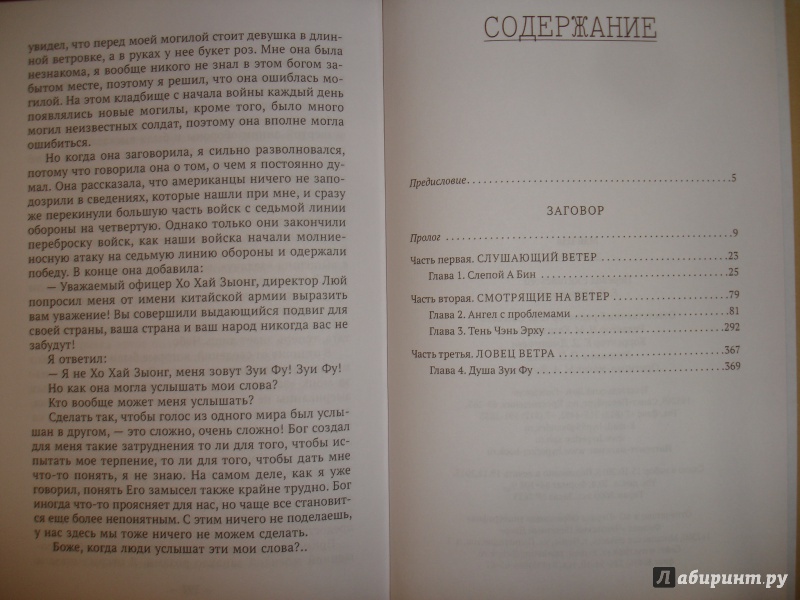 увидел, что перед моей могилой стоит девушка в длин-
ной ветровке, а в руках у нее букет роз. Мне она была
незнакома, я вообще никого не знал в этом богом за-
бытом месте, поэтому я решил, что она ошиблась мо-
гилой. На этом кладбище с начала войны каждый день
появлялись новые могилы, кроме того, было много
могил неизвестных солдат, поэтому она вполне могла
ошибиться.
Но когда она заговорила, я сильно разволновался,
потому что говорила она о том, о чем я постоянно ду-
мал. Она рассказала, что американцы ничего не запо-
дозрили в сведениях, которые нашли при мне, и сразу
же перекинули большую часть войск с седьмой линии
обороны на четвертую. Однако только они закончили
переброску войск, как наши войска начали молние-
носную атаку на седьмую линию обороны и одержали
победу. В конце она добавила:
— Уважаемый офицер Хо Хай Зыонг, директор Люй
попросил меня от имени китайской армии выразить
вам уважение! Вы совершили выдающийся подвиг для
своей страны, ваша страна и ваш народ никогда вас не
забудут!
Я ответил:
— Я не Хо Хай Зыонг, меня зовут Зуи Фу! Зуи Фу!
Но как она могла услышать мои слова?
Кто вообще может меня услышать?
Сделать так, чтобы голос из одного мира был услы-
шан в другом, — это сложно, очень сложно! Бог создал
для меня такие затруднения то ли для того, чтобы ис-
пытать мое терпение, то ли для того, чтобы дать мне
что-то понять, я не знаю. На самом деле, как я уже
говорил, понять Его замысел также крайне трудно. Бог
иногда что-то проясняет для нас, но чаще все становит-
ся еще более непонятным. С этим ничего не поделаешь,
у нас здесь мы тоже ничего не можем сделать.
Боже, когда люди услышат эти мои слова?..
СОДЕРЖАНИЕ
Предисловие 5
ЗАГОВОР
Пролог 9
Часть первая. СЛУШАЮЩИЙ ВЕТЕР 23
Глава 1. Слепой А Бин 25
Часть вторая. СМОТРЯЩИЕ НА ВЕТЕР 79
Глава 2. Ангел с проблемами 81
Глава 3. Тень Чэнь Эрху 292
Часть третья. ЛОВЕЦ ВЕТРА 367
Глава 4. Душа Зуи Фу 369
Лабиринт.ру